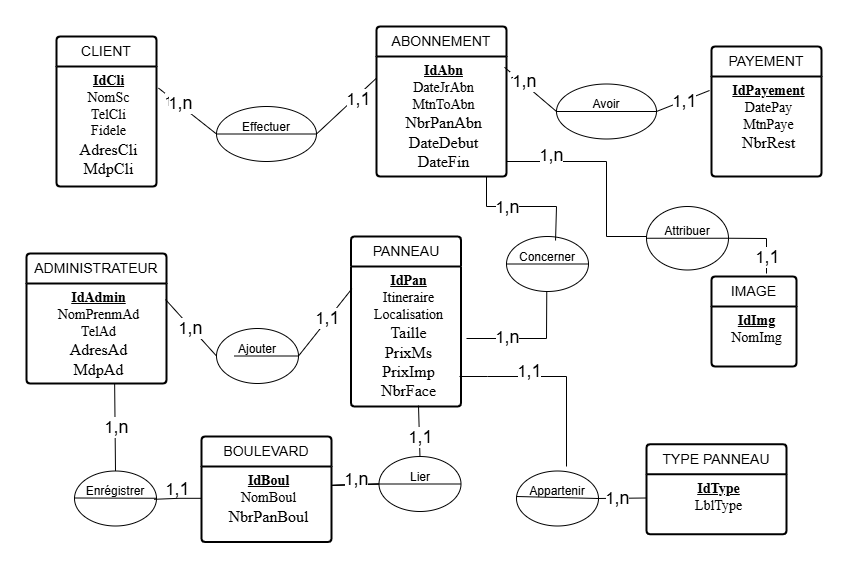 CLIENT
IdCli
NomSc
TelCli
Fidele
AdresCli
MdpCli
1,n
Effectuer
1,1
ABONNEMENT
IdAbn
DateJrAbn
MtnToAbn
NbrPanAbn
DateDebut
DateFin
1,n
Avoir
1,1
PAYEMENT
IdPayement
DatePay
MtnPaye
NbrRest
1,n
Attribuer
1,1
IMAGE
IdImg
NomImg
1,n
Concerner
1,n
ADMINISTRATEUR
IdAdmin
NomPrenmAd
TelAd
AdresAd
MdpAd
1,n
Ajouter
1,1
PANNEAU
IdPan
Itineraire
Localisation
Taille
PrixMs
PrixImp
NbrFace
1,1
1,1
1,n
Enrégistrer
1,1
BOULEVARD
IdBoul
NomBoul
NbrPanBoul
1,n
Lier
Appartenir
1,n
TYPE PANNEAU
IdType
LblType